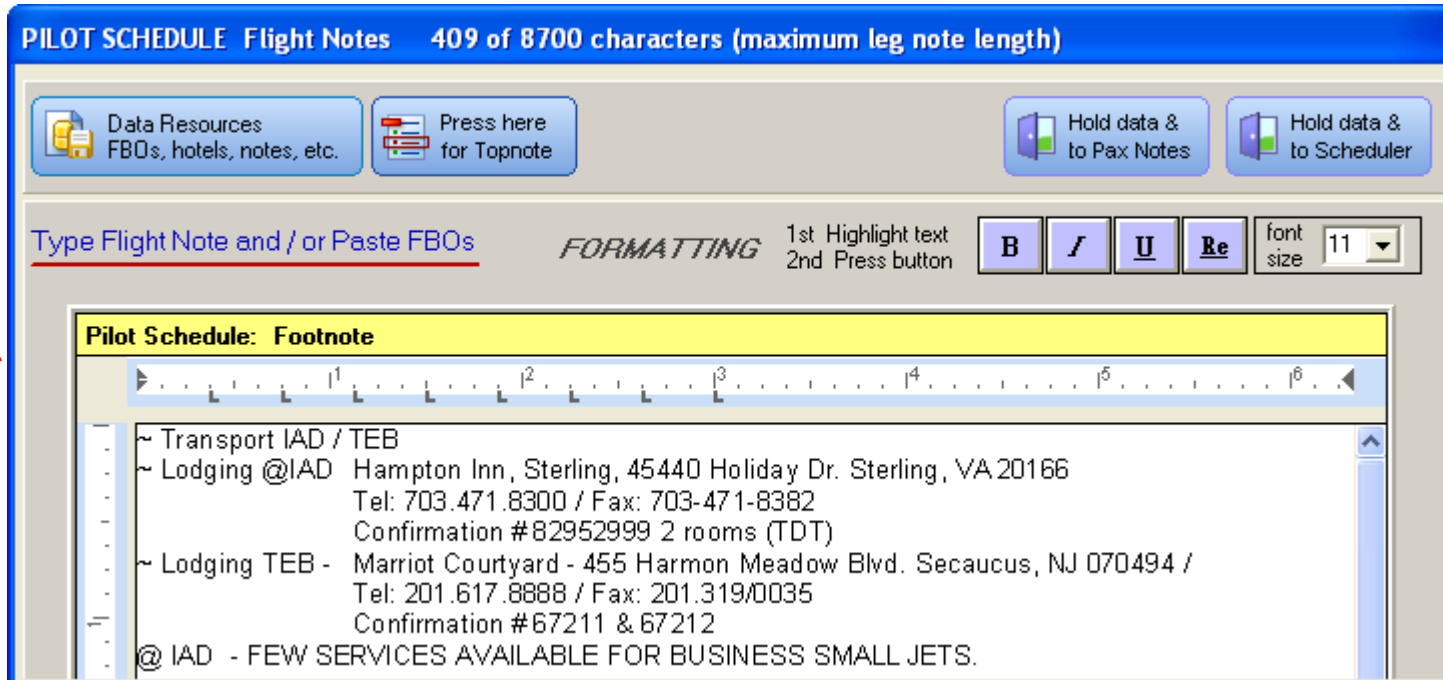 PILOT SCHEDULE Flight Notes 409 of 8700 characters (maximum leg note length)
Data Resources
FBOs, hotels, notes, etc.
Press here
for Topnote
Hold data &
to Pax Notes
Hold data &
to Scheduler
Type Flight Note and / or Paste FBOs
FORMATTING
1st Highlight text
2nd Press button
B I U Re
font
size
11
Pilot Schedule: Footnote
1 2 3 4 5 6
~ Transport IAD / TEB
~ Lodging @IAD Hampton Inn, Sterling, 45440 Holiday Dr. Sterling, VA 20166
Tel: 703.471.8300 / Fax: 703-471-8382
Confirmation #82952999 2 rooms (TDT)
~ Lodging TEB - Marriot Courtyard - 455 Harmon Meadow Blvd. Secaucus, NJ 070494 /
Tel: 201.617.8888 / Fax: 201.319/0035
Confirmation #67211 & 67212
@ IAD - FEW SERVICES AVAILABLE FOR BUSINESS SMALL JETS.